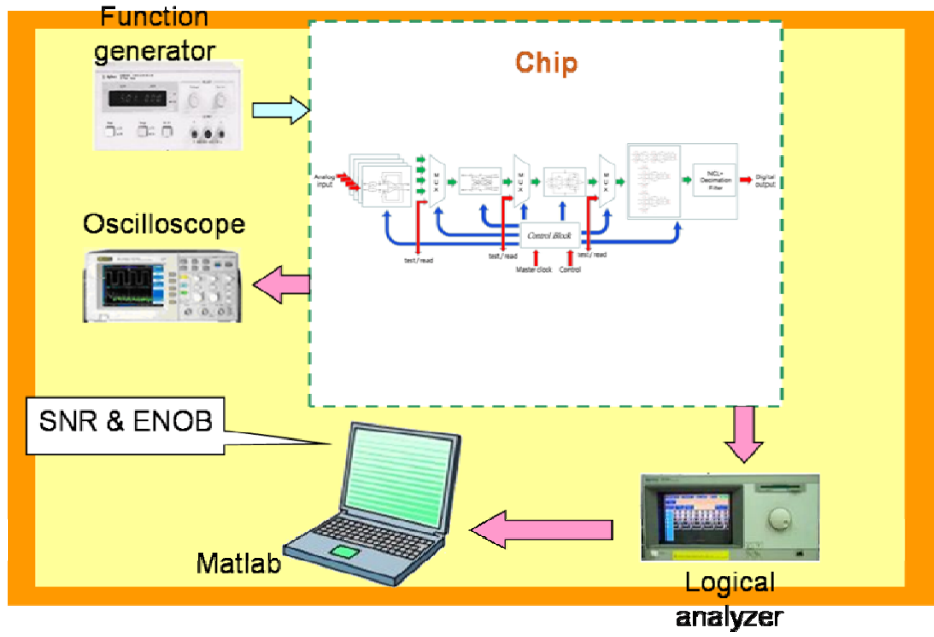 Function
generator
Chip
Analog
input
M
U
X
M
U
X
M
U
X
NCL+
Decimation
Filter
Digital
output
Control Block
test / read
test / read
test / read
Master clock
Control
Oscilloscope
SNR & ENOB
Matlab
Logical
analyzer